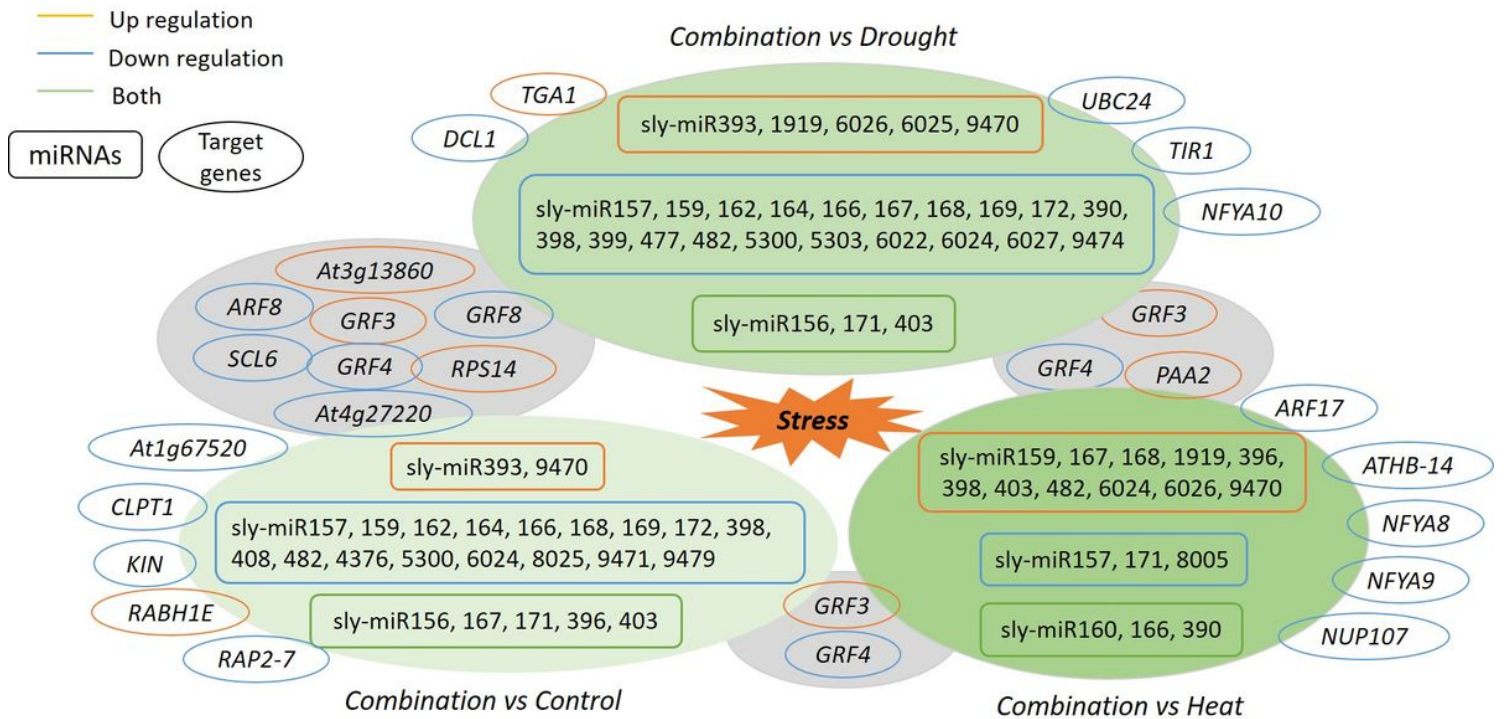 Up regulation
Down regulation
Both
miRNAs
Target
genes
Combination vs Drought
TGA1
DCL1
UBC24
TIR1
NFYA10
sly-miR393, 1919, 6026, 6025, 9470
sly-miR157, 159, 162, 164, 166, 167, 168, 169, 172, 390,
398, 399, 477, 482, 5300, 5303, 6022, 6024, 6027, 9474
sly-miR156, 171, 403
At3g13860
ARF8
GRF3
GRF8
SCL6
GRF4
RPS14
At4g27220
GRF3
GRF4
PAA2
Stress
At1g67520
CLPT1
KIN
RABH1E
RAP2-7
sly-miR393, 9470
sly-miR157, 159, 162, 164, 166, 168, 169, 172, 398,
408, 482, 4376, 5300, 6024, 8025, 9471, 9479
sly-miR156, 167, 171, 396, 403
Combination vs Control
GRF3
GRF4
ARF17
ATHB-14
NFYA8
NFYA9
NUP107
sly-miR159, 167, 168, 1919, 396,
398, 403, 482, 6024, 6026, 9470
sly-miR157, 171, 8005
sly-miR160, 166, 390
Combination vs Heat